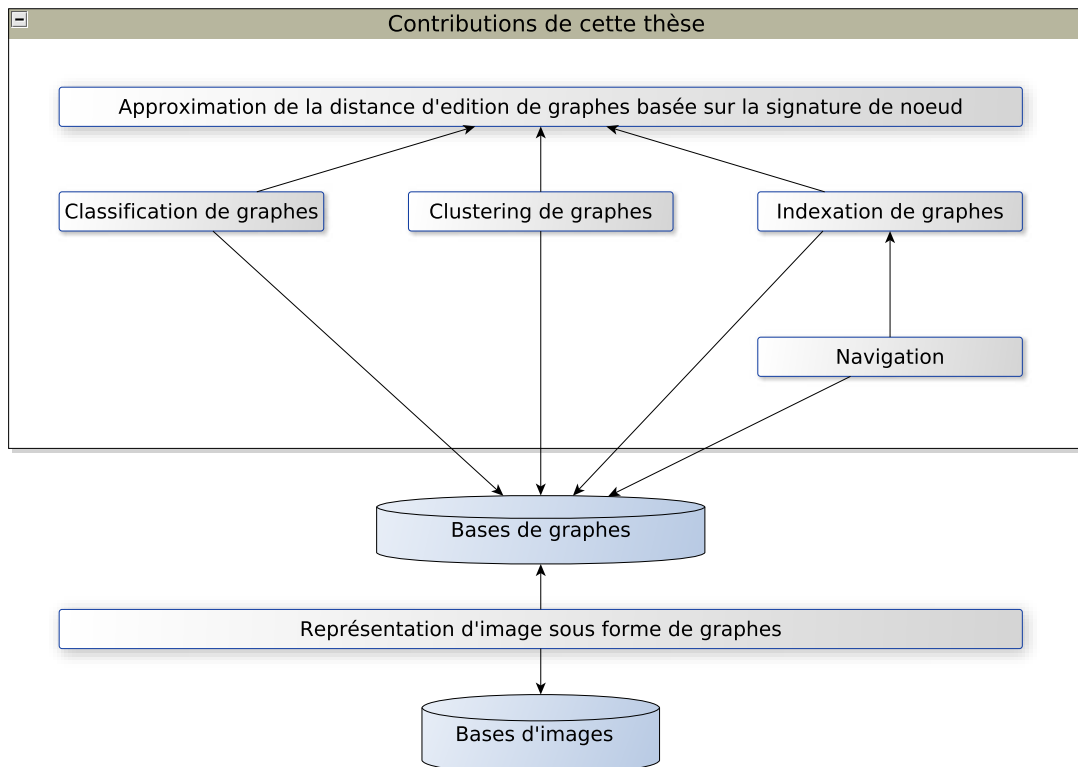 Contributions de cette thèse
Approximation de la distance d'edition de graphes basée sur la signature de noeud
Classification de graphes
Clustering de graphes
Indexation de graphes
Navigation
Bases de graphes
Représentation d'image sous forme de graphes
Bases d'images